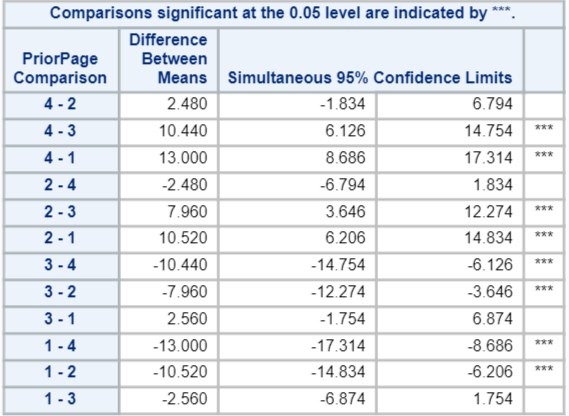 Comparisons significant at the 0.05 level are indicated by ***.
PriorPage Comparison Difference Between Means Simultaneous 95% Confidence Limits
4 - 2 2.480 -1.834 6.794
4 - 3 10.440 6.126 14.754 ***
4 - 1 13.000 8.686 17.314 ***
2 - 4 -2.480 -6.794 1.834
2 - 3 7.960 3.646 12.274 ***
2 - 1 10.520 6.206 14.834 ***
3 - 4 -10.440 -14.754 -6.126 ***
3 - 2 -7.960 -12.274 -3.646 ***
3 - 1 2.560 -1.754 6.874
1 - 4 -13.000 -17.314 -8.686 ***
1 - 2 -10.520 -14.834 -6.206 ***
1 - 3 -2.560 -6.874 1.754